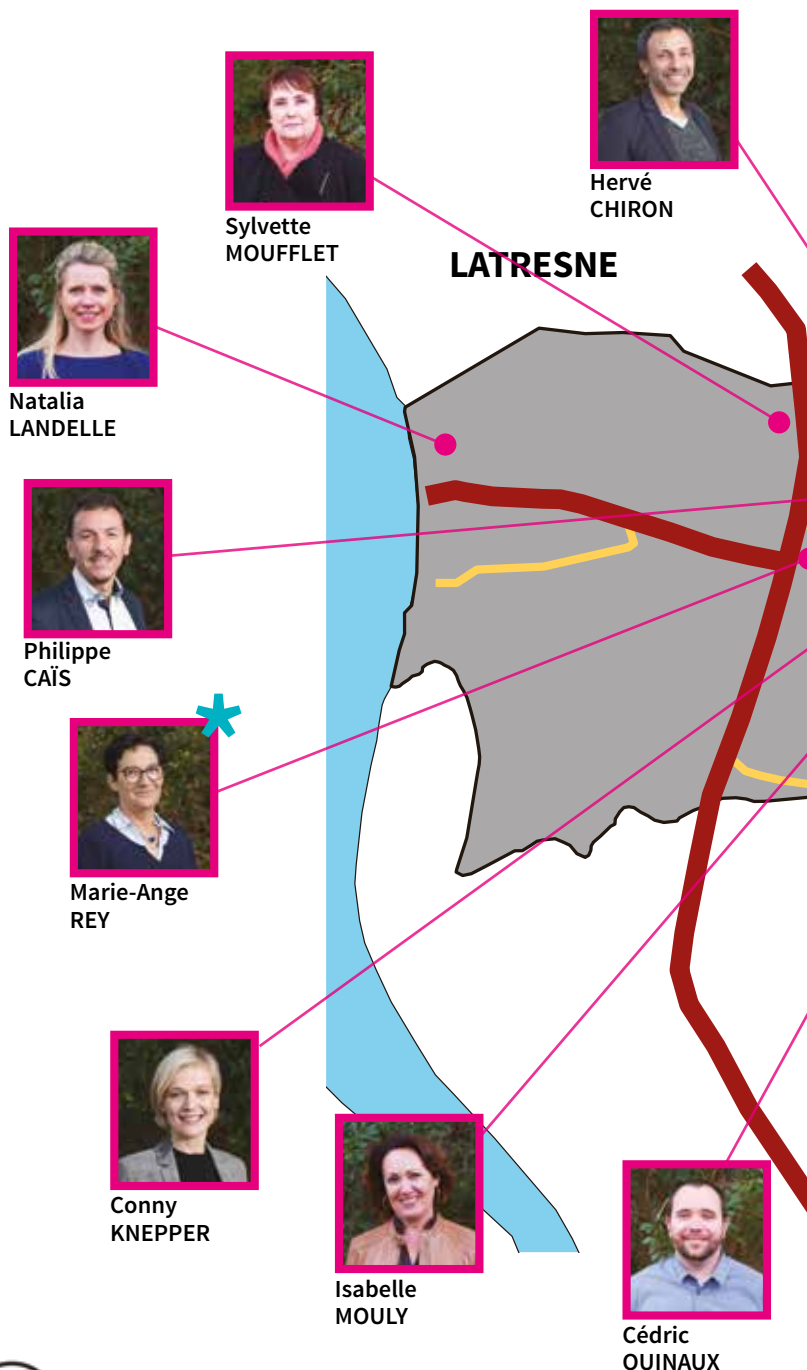 Hervé
CHIRON
Sylvette
MOUFFLET
LATRESNE
Natalia
LANDELLE
Philippe
CAÏS
Marie-Ange
REY
Conny
KNEPPER
Isabelle
MOULY
Cédric
OUINAUX